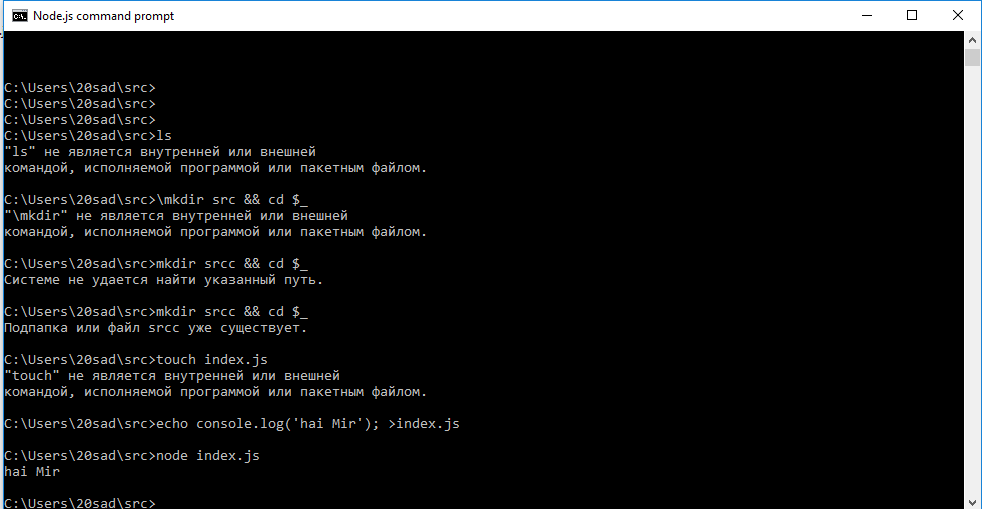 Node.js command prompt
C:\Users\20sad\src>
C:\Users\20sad\src>
C:\Users\20sad\src>
C:\Users\20sad\src>ls
"ls" не является внутренней или внешней
командой, исполняемой программой или пакетным файлом.
C:\Users\20sad\src>\mkdir src && cd $_
"\mkdir" не является внутренней или внешней
командой, исполняемой программой или пакетным файлом.
C:\Users\20sad\src>mkdir srcc && cd $_
Системе не удается найти указанный путь.
C:\Users\20sad\src>mkdir srcc && cd $_
Подпапка или файл srcc уже существует.
C:\Users\20sad\src>touch index.js
"touch" не является внутренней или внешней
командой, исполняемой программой или пакетным файлом.
C:\Users\20sad\src>echo console.log('hai Mir'); >index.js
C:\Users\20sad\src>node index.js
hai Mir
C:\Users\20sad\src>